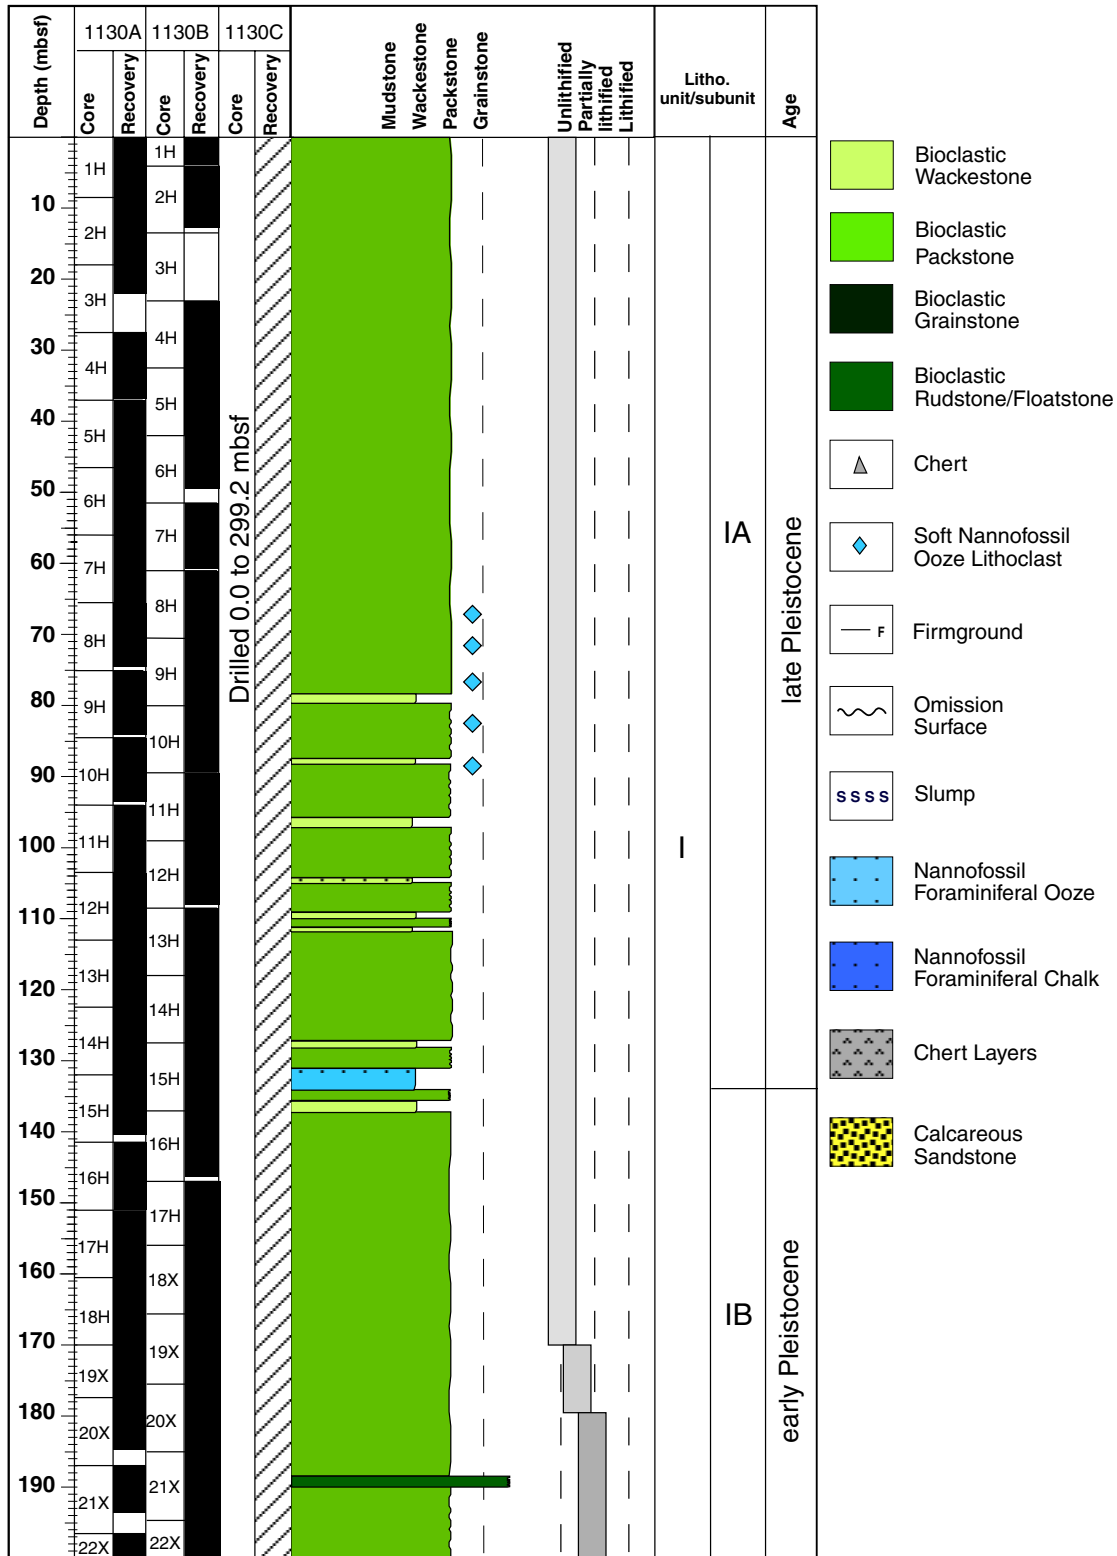 Depth (mbsf)
1130A
1130B
1130C
Core
Recovery
Core
Recovery
Core
Recovery
Mudstone
Wackestone
Packstone
Grainstone
Unlithified
Partially
lithified
Lithified
Litho.
unit/subunit
Age
10
20
30
40
50
60
70
80
90
100
110
120
130
140
150
160
170
180
190
1H
2H
3H
4H
5H
6H
7H
8H
9H
10H
11H
12H
13H
14H
15H
16H
17H
18H
19X
20X
21X
22X
1H
2H
3H
4H
5H
6H
7H
8H
9H
10H
11H
12H
13H
14H
15H
16H
17H
18X
19X
20X
21X
22X
Drilled 0.0 to 299.2 mbsf
I
IA
IB
late Pleistocene
early Pleistocene
Bioclastic
Wackestone
Bioclastic
Packstone
Bioclastic
Grainstone
Bioclastic
Rudstone/Floatstone
Chert
Soft Nannofossil
Ooze Lithoclast
F
Firmground
Omission
Surface
S S S S
Slump
Nannofossil
Foraminiferal Ooze
Nannofossil
Foraminiferal Chalk
Chert Layers
Calcareous
Sandstone